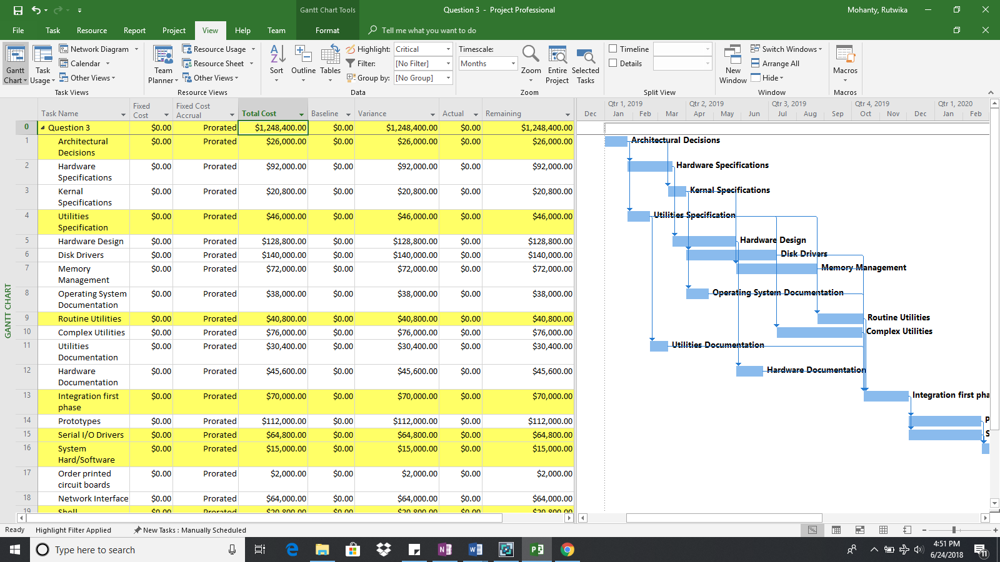 Gantt Chart Tools
Question 3 - Project Professional
Mohanty, Rutwika
File Task Resource Report Project View Help Team Format Tell me what you want to do
Gantt Chart
Task Usage
Network Diagram
Calendar
Other Views
Task Views
Team Planner
Resource Usage
Resource Sheet
Other Views
Resource Views
Sort
Outline
Tables
Highlight: Critical
Filter: [No Filter]
Group by: [No Group]
Data
Timescale:
Months
Zoom
Entire Project
Selected Tasks
Zoom
Timeline
Details
Split View
New Window
Switch Windows
Arrange All
Hide
Window
Macros
Macros
Task Name Fixed Cost Fixed Cost Accrual Total Cost Baseline Variance Actual Remaining
0 Question 3 $0.00 Prorated $1,248,400.00 $0.00 $1,248,400.00 $0.00 $1,248,400.00
1 Architectural Decisions $0.00 Prorated $26,000.00 $0.00 $26,000.00 $0.00 $26,000.00
2 Hardware Specifications $0.00 Prorated $92,000.00 $0.00 $92,000.00 $0.00 $92,000.00
3 Kernal Specifications $0.00 Prorated $20,800.00 $0.00 $20,800.00 $0.00 $20,800.00
4 Utilities Specification $0.00 Prorated $46,000.00 $0.00 $46,000.00 $0.00 $46,000.00
5 Hardware Design $0.00 Prorated $128,800.00 $0.00 $128,800.00 $0.00 $128,800.00
6 Disk Drivers $0.00 Prorated $140,000.00 $0.00 $140,000.00 $0.00 $140,000.00
7 Memory Management $0.00 Prorated $72,000.00 $0.00 $72,000.00 $0.00 $72,000.00
8 Operating System Documentation $0.00 Prorated $38,000.00 $0.00 $38,000.00 $0.00 $38,000.00
9 Routine Utilities $0.00 Prorated $40,800.00 $0.00 $40,800.00 $0.00 $40,800.00
10 Complex Utilities $0.00 Prorated $76,000.00 $0.00 $76,000.00 $0.00 $76,000.00
11 Utilities Documentation $0.00 Prorated $30,400.00 $0.00 $30,400.00 $0.00 $30,400.00
12 Hardware Documentation $0.00 Prorated $45,600.00 $0.00 $45,600.00 $0.00 $45,600.00
13 Integration first phase $0.00 Prorated $70,000.00 $0.00 $70,000.00 $0.00 $70,000.00
14 Prototypes $0.00 Prorated $112,000.00 $0.00 $112,000.00 $0.00 $112,000.00
15 Serial I/O Drivers $0.00 Prorated $64,800.00 $0.00 $64,800.00 $0.00 $64,800.00
16 System Hard/Software $0.00 Prorated $15,000.00 $0.00 $15,000.00 $0.00 $15,000.00
17 Order printed circuit boards $0.00 Prorated $2,000.00 $0.00 $2,000.00 $0.00 $2,000.00
18 Network Interface $0.00 Prorated $64,000.00 $0.00 $64,000.00 $0.00 $64,000.00
19 Shell $0.00 Prorated $20,800.00 $0.00 $20,800.00 $0.00 $20,800.00
GANTT CHART
Qtr 1, 2019 Qtr 2, 2019 Qtr 3, 2019 Qtr 4, 2019 Qtr 1, 2020
Dec Jan Feb Mar Apr May Jun Jul Aug Sep Oct Nov Dec Jan Feb
Architectural Decisions
Hardware Specifications
Kernal Specifications
Utilities Specification
Hardware Design
Disk Drivers
Memory Management
Operating System Documentation
Routine Utilities
Complex Utilities
Utilities Documentation
Hardware Documentation
Integration first pha
P
S
Ready Highlight Filter Applied New Tasks : Manually Scheduled
Type here to search
4:51 PM
6/24/2018
11